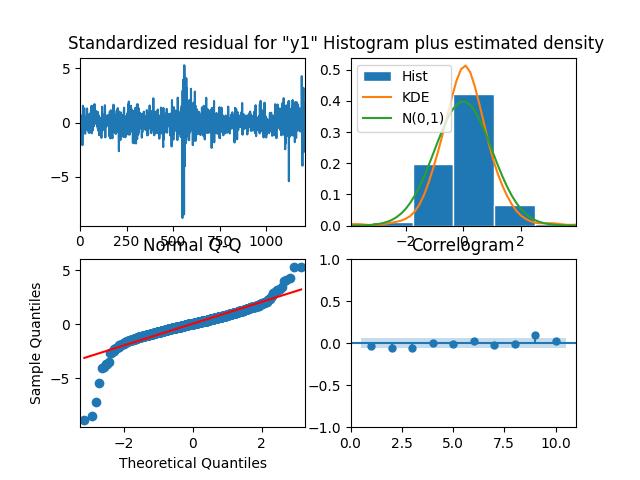 Standardized residual for "y1"
5
0
−5
0 250 500 750 1000
Histogram plus estimated density
Hist
KDE
N(0,1)
0.5
0.4
0.3
0.2
0.1
0.0
−2 0 2
Normal Q-Q
5
0
−5
Sample Quantiles
−2 0 2
Theoretical Quantiles
Correlogram
1.0
0.5
0.0
−0.5
−1.0
0.0 2.5 5.0 7.5 10.0